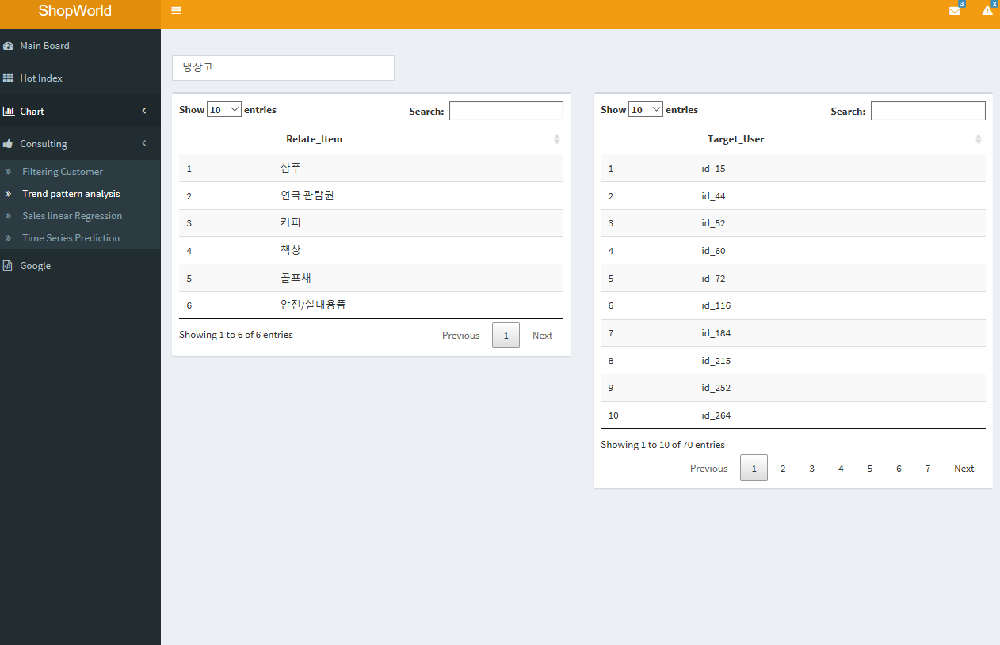 ShopWorld
3
2
Main Board
Hot Index
Chart
Consulting
Filtering Customer
Trend pattern analysis
Sales linear Regression
Time Series Prediction
Google
냉장고
Show 10 entries
Search:
Relate_Item
1 샴푸
2 연극 관람권
3 커피
4 책상
5 골프채
6 안전/실내용품
Showing 1 to 6 of 6 entries
Previous 1 Next
Show 10 entries
Search:
Target_User
1 id_15
2 id_44
3 id_52
4 id_60
5 id_72
6 id_116
7 id_184
8 id_215
9 id_252
10 id_264
Showing 1 to 10 of 70 entries
Previous 1 2 3 4 5 6 7 Next